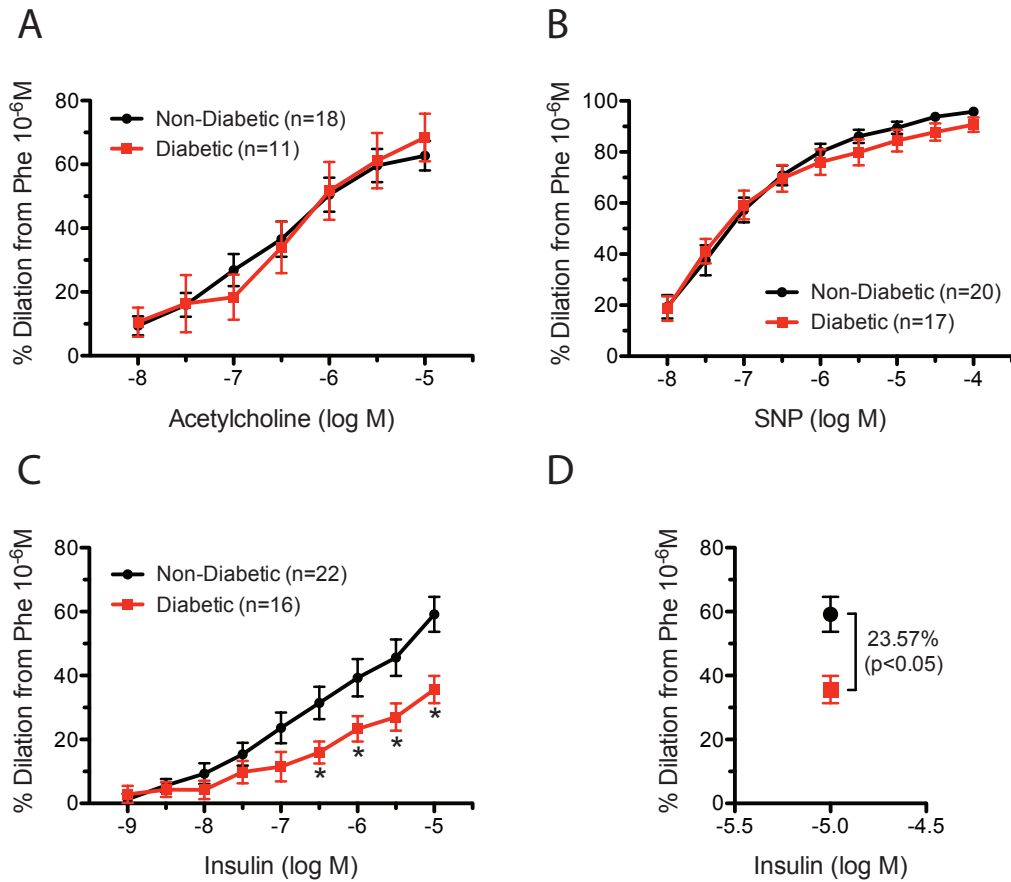 A
% Dilation from Phe 10⁻⁶M
80
60
40
20
0
Non-Diabetic (n=18)
Diabetic (n=11)
-8
-7
-6
-5
Acetylcholine (log M)
B
% Dilation from Phe 10⁻⁶M
100
80
60
40
20
0
Non-Diabetic (n=20)
Diabetic (n=17)
-8
-7
-6
-5
-4
SNP (log M)
C
% Dilation from Phe 10⁻⁶M
80
60
40
20
0
Non-Diabetic (n=22)
Diabetic (n=16)
*
*
*
*
-9
-8
-7
-6
-5
Insulin (log M)
D
% Dilation from Phe 10⁻⁶M
80
60
40
20
0
23.57%
(p<0.05)
-5.5
-5.0
-4.5
Insulin (log M)